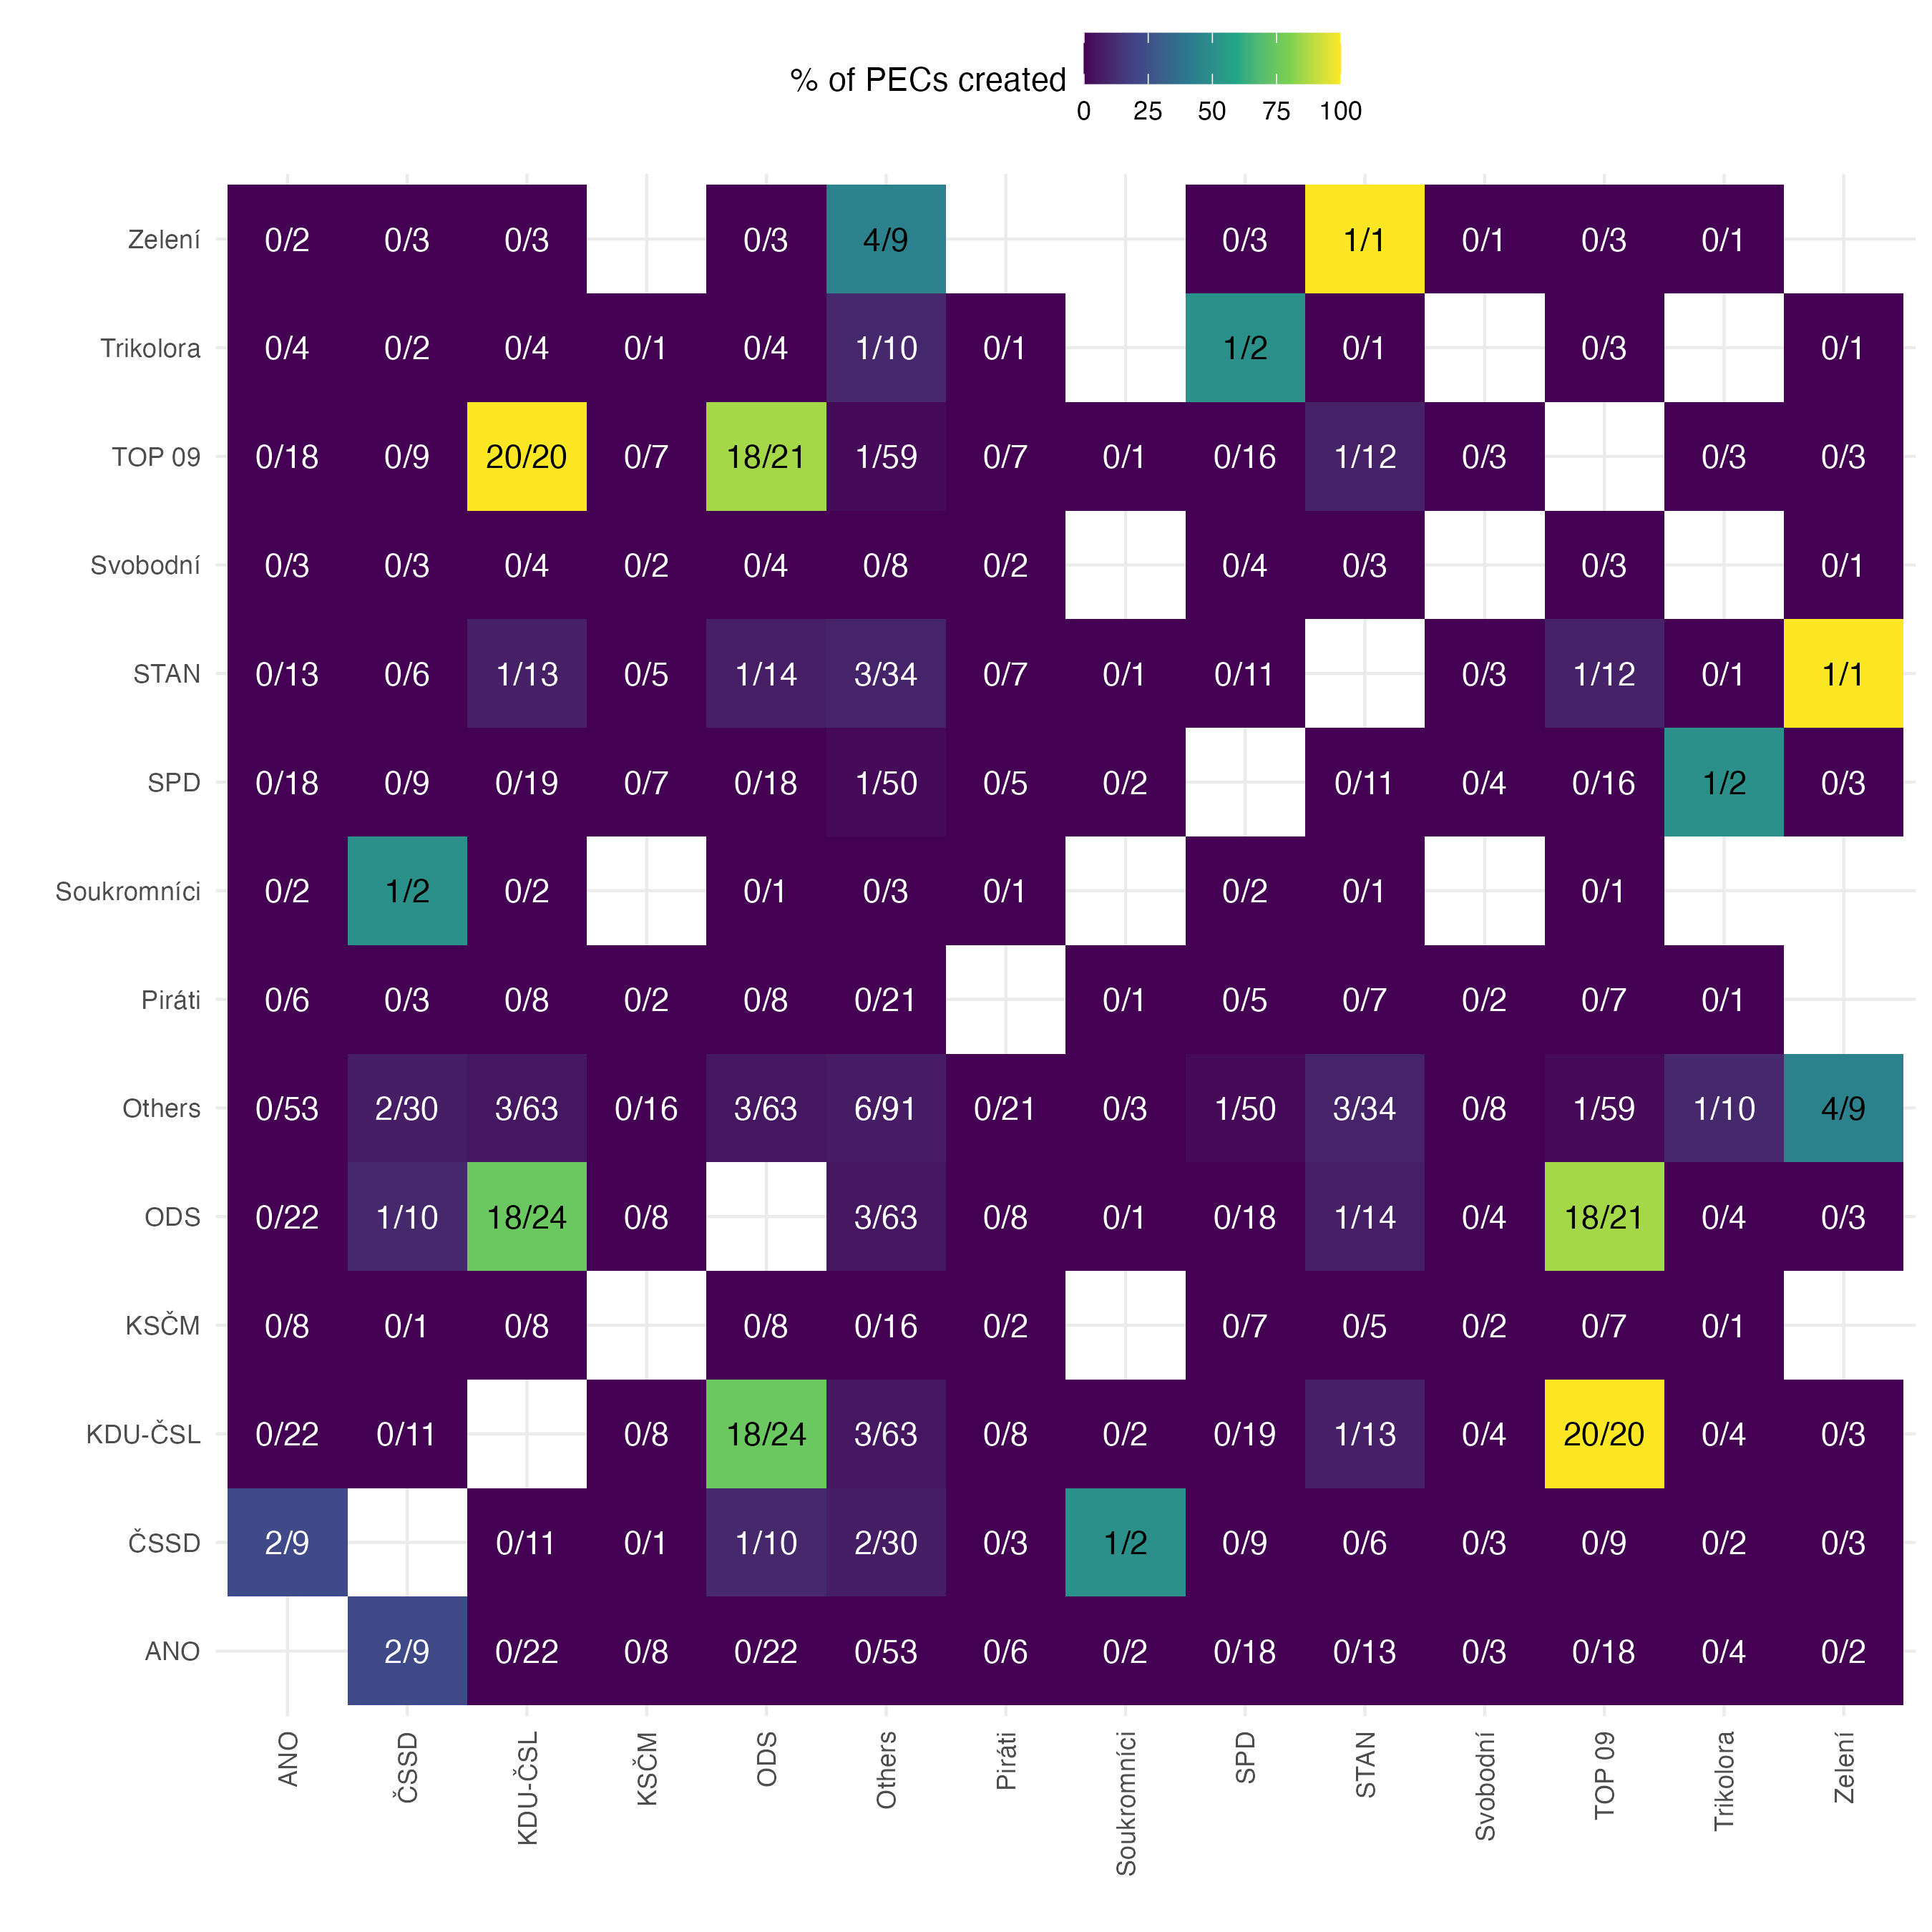 % of PECs created
0 25 50 75 100
Zelení 0/2 0/3 0/3 0/3 4/9 0/3 1/1 0/1 0/3 0/1
Trikolora 0/4 0/2 0/4 0/1 0/4 1/10 0/1 1/2 0/1 0/3 0/1
TOP 09 0/18 0/9 20/20 0/7 18/21 1/59 0/7 0/1 0/16 1/12 0/3 0/3 0/3
Svobodní 0/3 0/3 0/4 0/2 0/4 0/8 0/2 0/4 0/3 0/3 0/1
STAN 0/13 0/6 1/13 0/5 1/14 3/34 0/7 0/1 0/11 0/3 1/12 0/1 1/1
SPD 0/18 0/9 0/19 0/7 0/18 1/50 0/5 0/2 0/11 0/4 0/16 1/2 0/3
Soukromníci 0/2 1/2 0/2 0/1 0/3 0/1 0/2 0/1 0/1
Piráti 0/6 0/3 0/8 0/2 0/8 0/21 0/1 0/5 0/7 0/2 0/7 0/1
Others 0/53 2/30 3/63 0/16 3/63 6/91 0/21 0/3 1/50 3/34 0/8 1/59 1/10 4/9
ODS 0/22 1/10 18/24 0/8 3/63 0/8 0/1 0/18 1/14 0/4 18/21 0/4 0/3
KSČM 0/8 0/1 0/8 0/8 0/16 0/2 0/7 0/5 0/2 0/7 0/1
KDU-ČSL 0/22 0/11 0/8 18/24 3/63 0/8 0/2 0/19 1/13 0/4 20/20 0/4 0/3
ČSSD 2/9 0/11 0/1 1/10 2/30 0/3 1/2 0/9 0/6 0/3 0/9 0/2 0/3
ANO 2/9 0/22 0/8 0/22 0/53 0/6 0/2 0/18 0/13 0/3 0/18 0/4 0/2
ANO ČSSD KDU-ČSL KSČM ODS Others Piráti Soukromníci SPD STAN Svobodní TOP 09 Trikolora Zelení